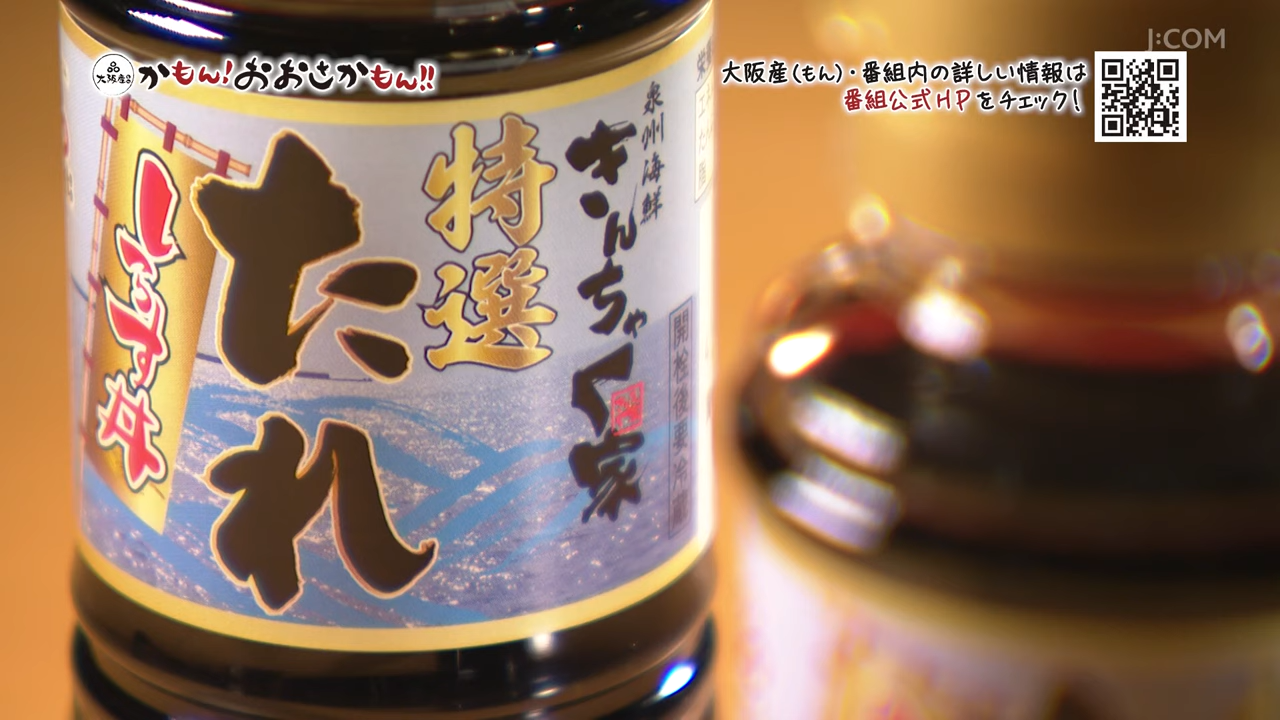 J:COM
大阪産
かもん!おおさかもん!!
大阪産(もん)・番組内の詳しい情報は
番組公式HPをチェック!
泉州海鮮
きんちゃく家
特選
たれ
しらす丼
開栓後要冷蔵